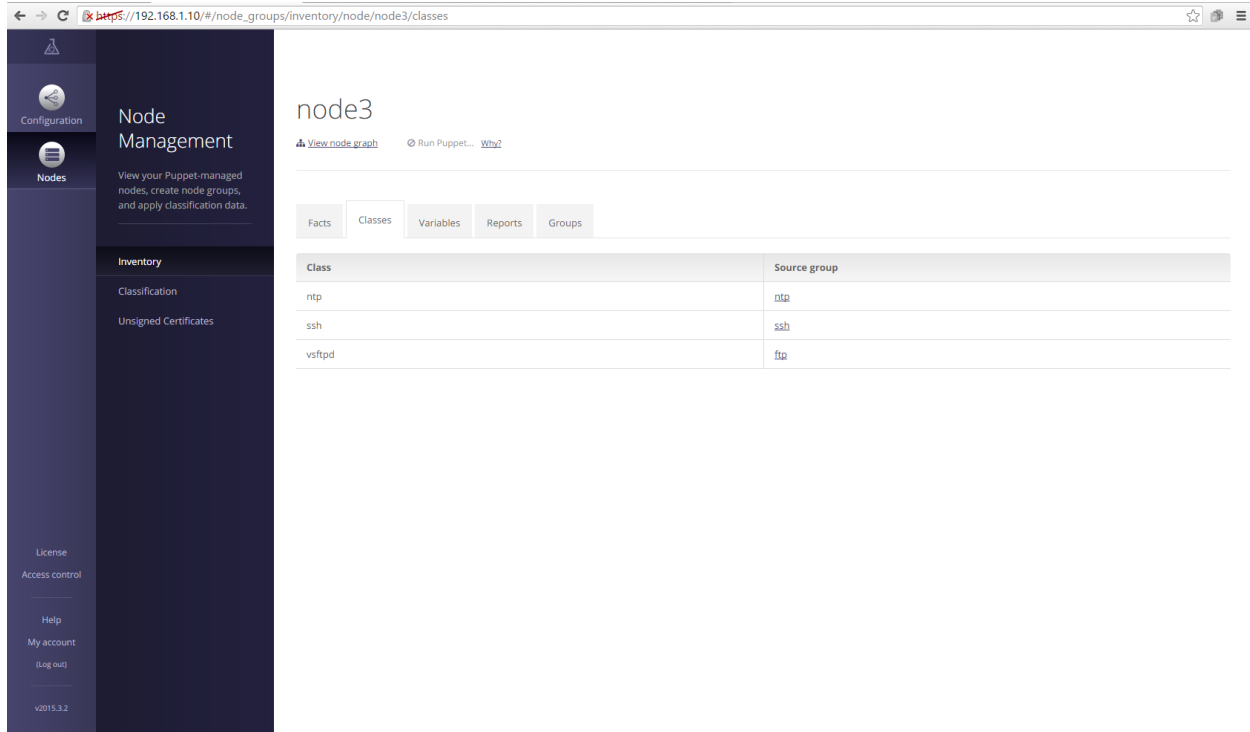 https://192.168.1.10/#/node_groups/inventory/node/node3/classes
Configuration
Nodes
License
Access control
Help
My account
(Log out)
v2015.3.2
Node
Management
View your Puppet-managed
nodes, create node groups,
and apply classification data.
Inventory
Classification
Unsigned Certificates
node3
View node graph Run Puppet... Why?
Facts Classes Variables Reports Groups
Class Source group
ntp ntp
ssh ssh
vsftpd ftp